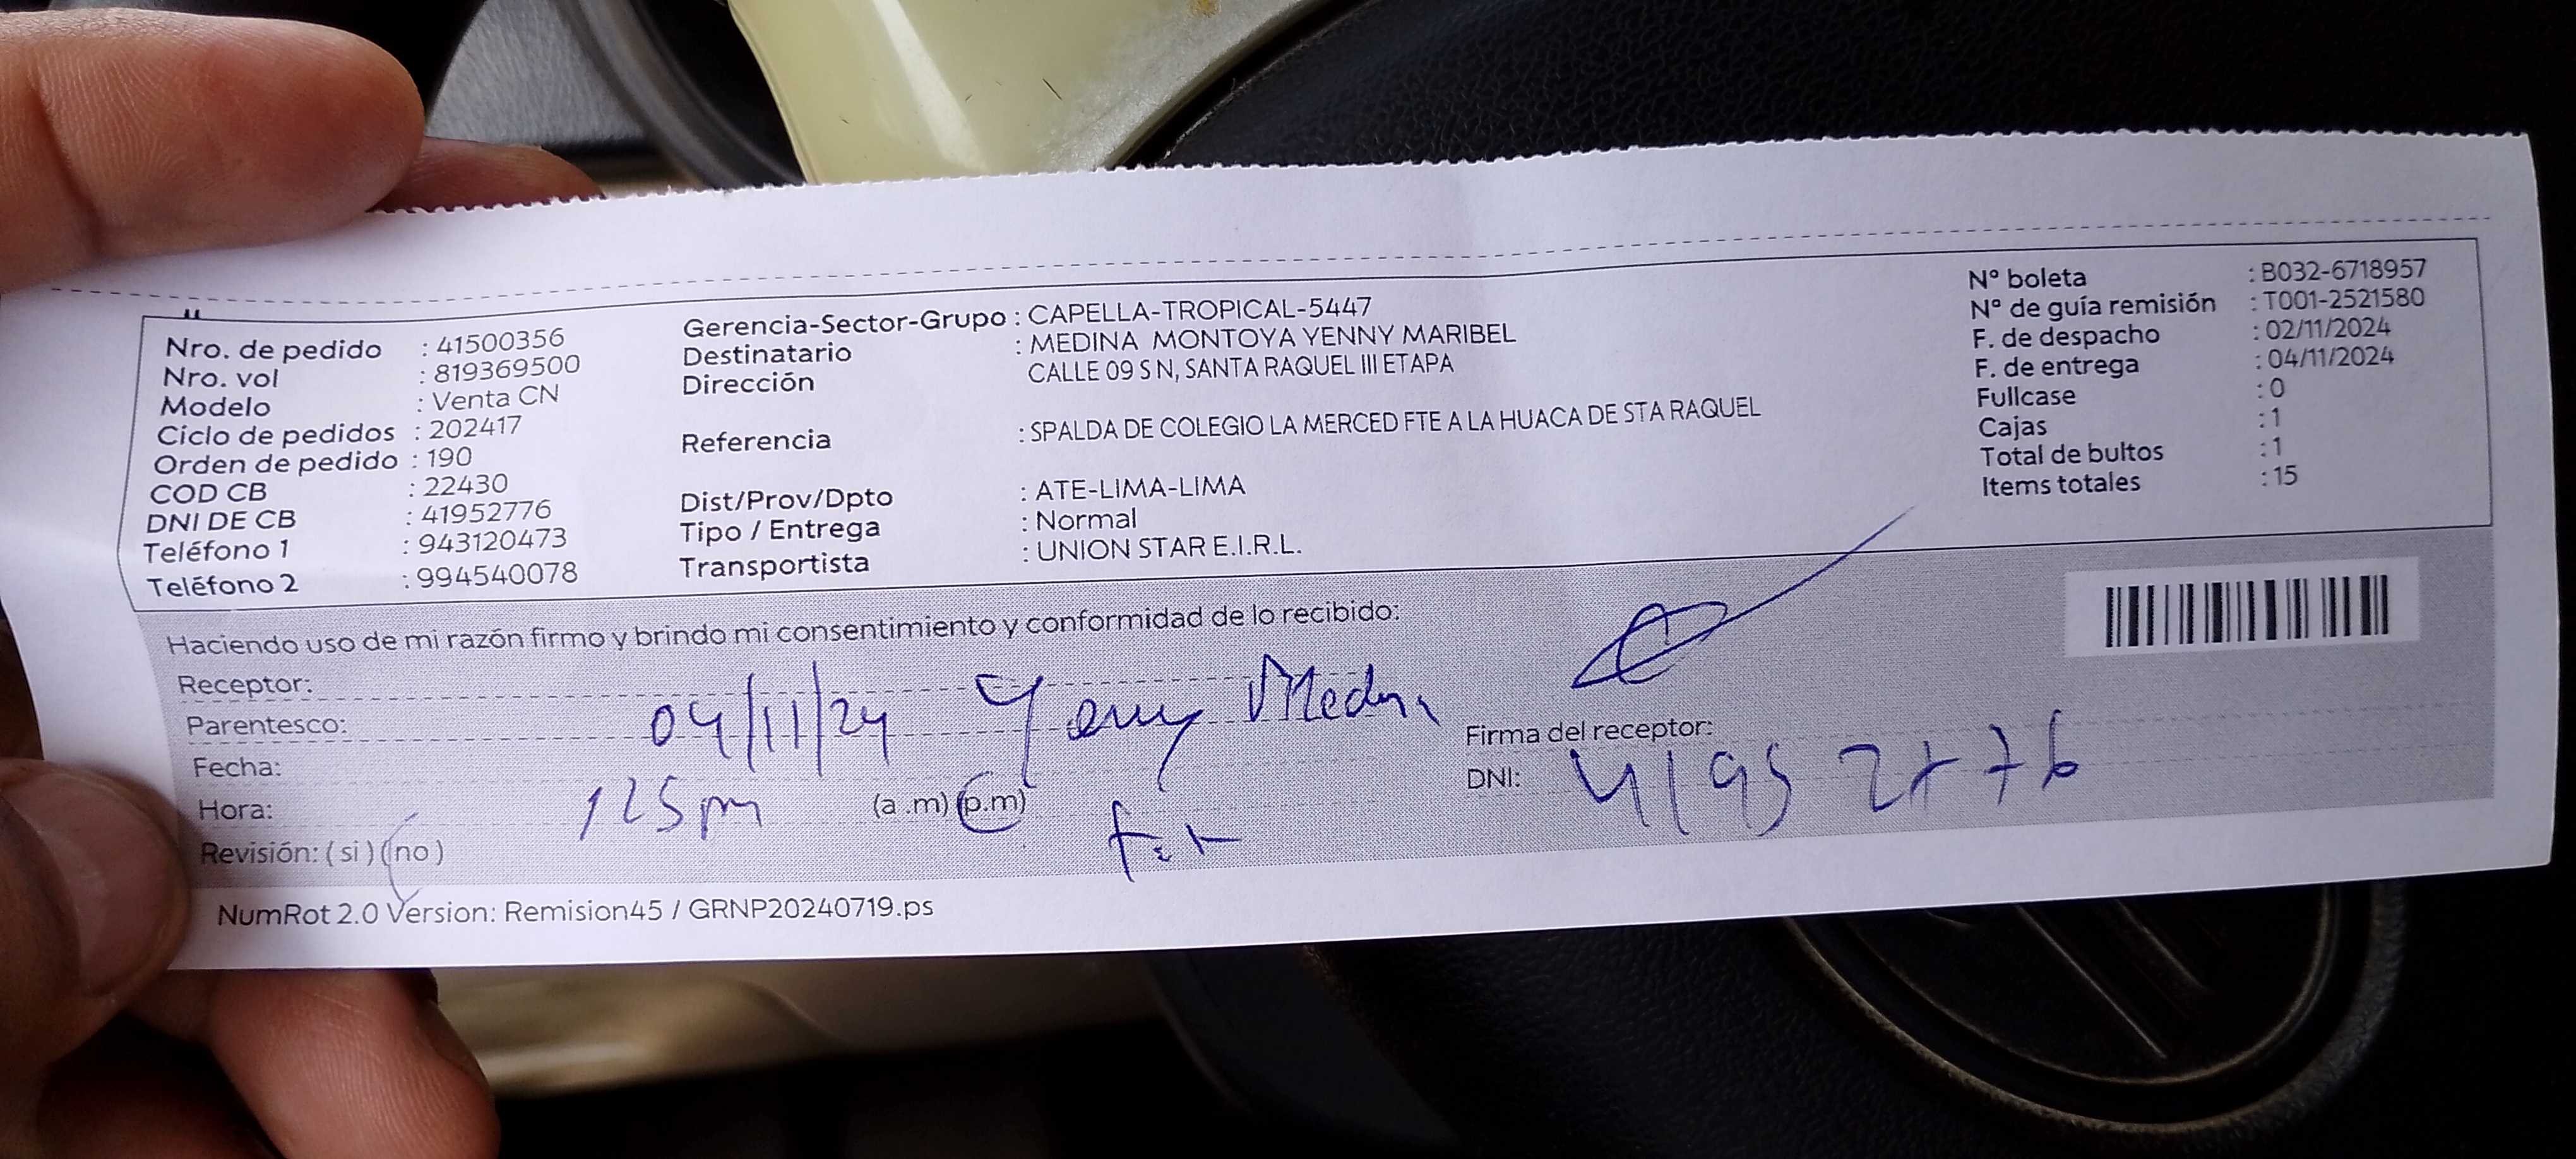 Nro. de pedido : 41500356
Nro. vol : 819369500
Modelo : Venta CN
Ciclo de pedidos : 202417
Orden de pedido : 190
COD CB : 22430
DNI DE CB : 41952776
Teléfono 1 : 943120473
Teléfono 2 : 994540078
Gerencia-Sector-Grupo : CAPELLA-TROPICAL-5447
Destinatario : MEDINA MONTOYA YENNY MARIBEL
Dirección CALLE 09 S N, SANTA RAQUEL III ETAPA
Referencia : SPALDA DE COLEGIO LA MERCED FTE A LA HUACA DE STA RAQUEL
Dist/Prov/Dpto : ATE-LIMA-LIMA
Tipo / Entrega : Normal
Transportista : UNION STAR E.I.R.L.
N° boleta : B032-6718957
N° de guía remisión : T001-2521580
F. de despacho : 02/11/2024
F. de entrega : 04/11/2024
Fullcase : 0
Cajas : 1
Total de bultos : 1
Items totales : 15
Haciendo uso de mi razón firmo y brindo mi consentimiento y conformidad de lo recibido:
Receptor:
Parentesco: 04/11/24 Yenny Medina
Fecha:
Hora: 125 pm (a .m) (p.m)
Revisión: ( si ) ( no )
Firma del receptor:
DNI: 41952776
NumRot 2.0 Version: Remision45 / GRNP20240719.ps